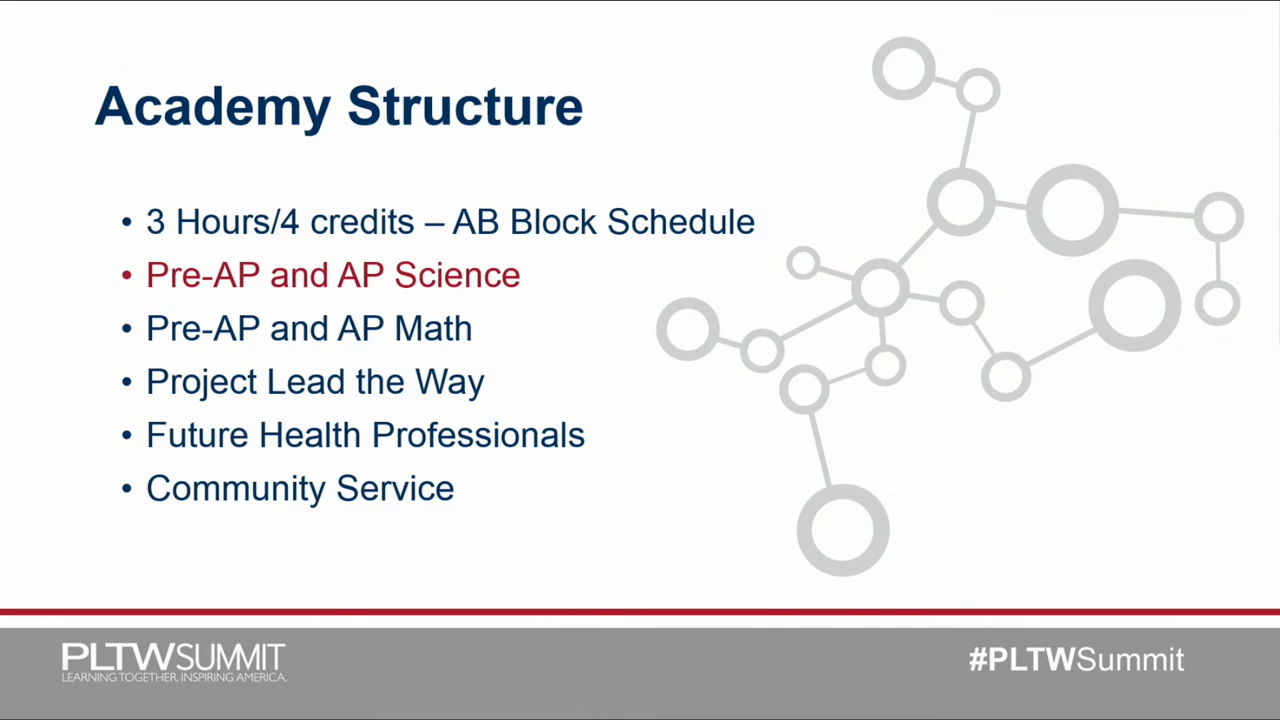 Academy Structure
• 3 Hours/4 credits – AB Block Schedule
• Pre-AP and AP Science
• Pre-AP and AP Math
• Project Lead the Way
• Future Health Professionals
• Community Service
PLTWSUMMIT
LEARNING TOGETHER. INSPIRING AMERICA.
#PLTWSummit